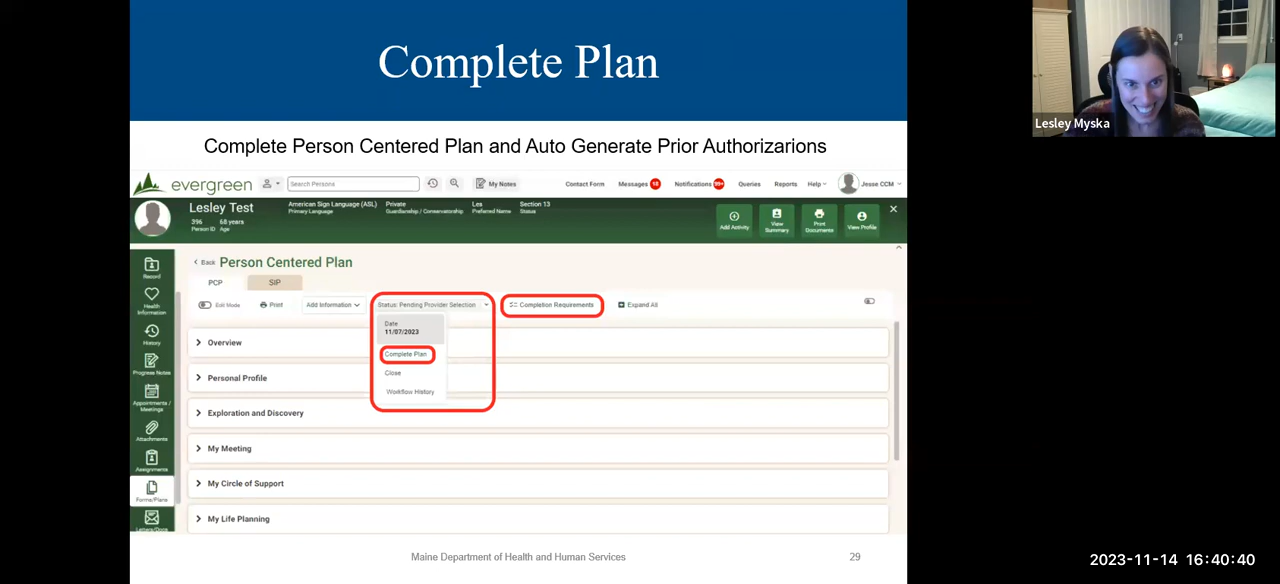 Complete Plan
Lesley Myska
Complete Person Centered Plan and Auto Generate Prior Authorizarions
evergreen
Search Persons
My Notes
Contact Form
Messages 18
Notifications 99+
Queries
Reports
Help
Jesse CCM
Lesley Test
396 68 years
Person ID Age
American Sign Language (ASL)
Primary Language
Private
Guardianship / Conservatorship
Les
Preferred Name
Section 13
Status
Add Activity
View Summary
Print Documents
View Profile
Back Person Centered Plan
PCP SIP
Edit Mode Print Add Information Status: Pending Provider Selection Completion Requirements Expand All
Date
11/07/2023
Complete Plan
Close
Workflow History
Record
Health Information
History
Progress Notes
Appointments / Meetings
Attachments
Assignments
Forms/Plans
Overview
Personal Profile
Exploration and Discovery
My Meeting
My Circle of Support
My Life Planning
Maine Department of Health and Human Services
29
2023-11-14 16:40:40